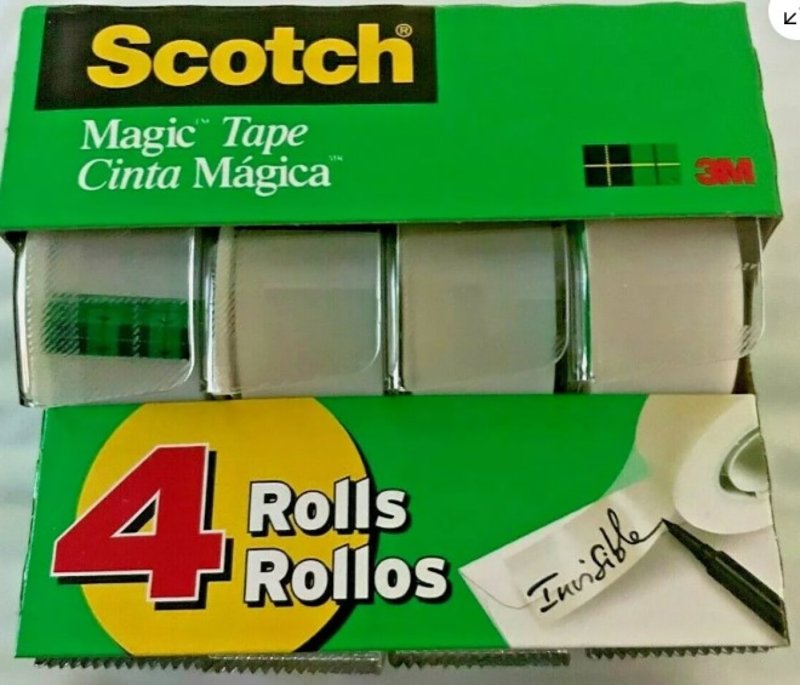 Scotch®
Magic™ Tape
Cinta Mágica™
3M
4
Rolls
Rollos
Invisible